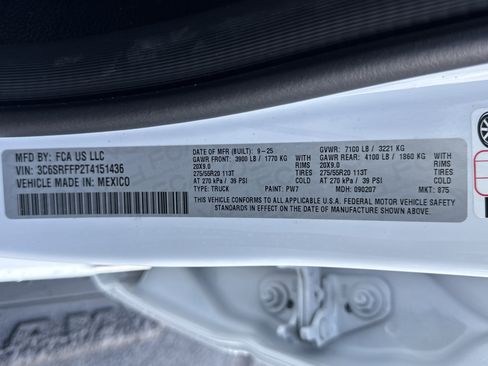 MFD BY: FCA US LLC
VIN: 3C6SRFFP2T4151436
VEHICLE MADE IN: MEXICO
DATE OF MFR (BUILT): 9-25
GAWR FRONT: 3900 LB / 1770 KG WITH
20X9.0 RIMS
275/55R20 113T TIRES
AT 270 kPa / 39 PSI COLD
TYPE: TRUCK PAINT: PW7
GVWR: 7100 LB / 3221 KG
GAWR REAR: 4100 LB / 1860 KG WITH
20X9.0 RIMS
275/55R20 113T TIRES
AT 270 kPa / 39 PSI COLD
MDH: 090207 MKT: 875
THIS VEHICLE CONFORMS TO ALL APPLICABLE U.S.A. FEDERAL MOTOR VEHICLE SAFETY
STANDARDS IN EFFECT ON THE DATE OF MANUFACTURE SHOWN ABOVE.